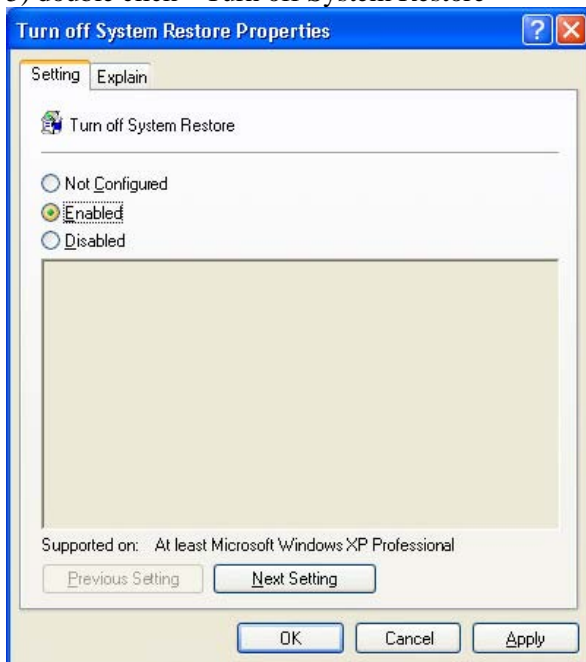 double click
Turn off System Restore
Turn off System Restore Properties
Setting Explain
Turn off System Restore
Not Configured
Enabled
Disabled
Supported on: At least Microsoft Windows XP Professional
Previous Setting Next Setting
OK Cancel Apply